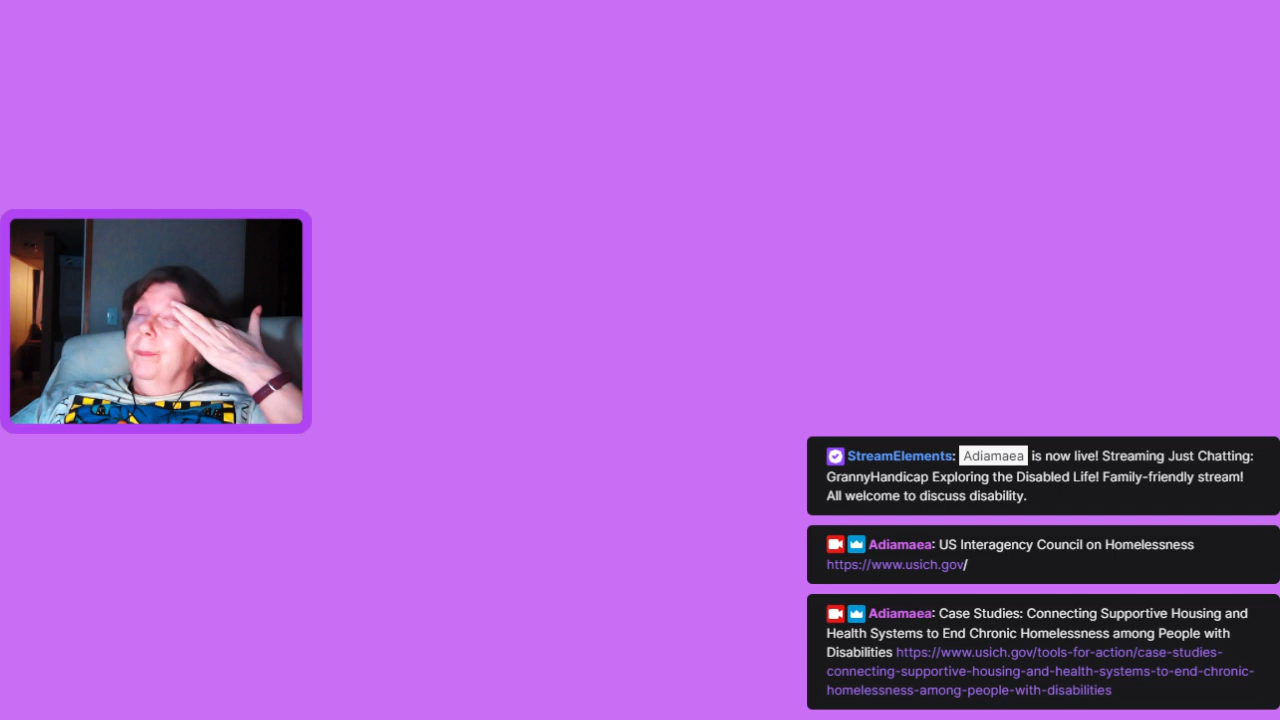 StreamElements: Adiamaea is now live! Streaming Just Chatting:
GrannyHandicap Exploring the Disabled Life! Family-friendly stream!
All welcome to discuss disability.
Adiamaea: US Interagency Council on Homelessness
https://www.usich.gov/
Adiamaea: Case Studies: Connecting Supportive Housing and
Health Systems to End Chronic Homelessness among People with
Disabilities https://www.usich.gov/tools-for-action/case-studies-
connecting-supportive-housing-and-health-systems-to-end-chronic-
homelessness-among-people-with-disabilities